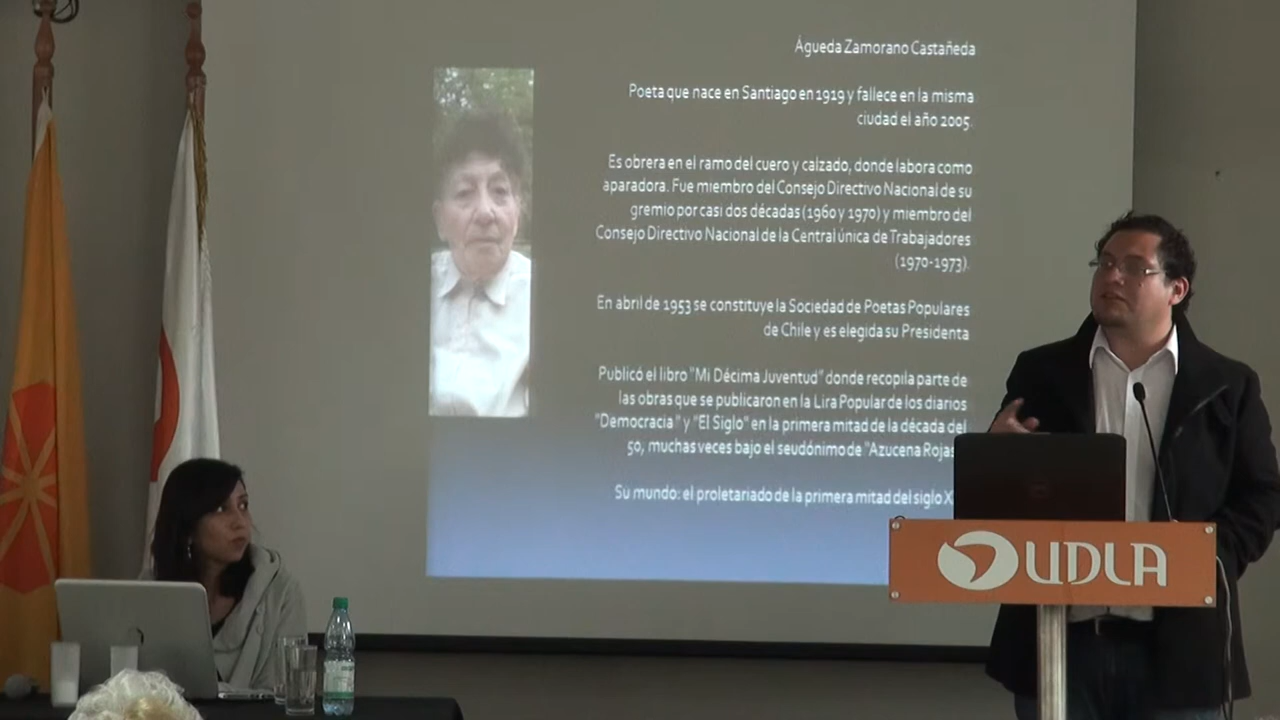 Águeda Zamorano Castañeda
Poeta que nace en Santiago en 1919 y fallece en la misma
ciudad el año 2005.
Es obrera en el ramo del cuero y calzado, donde labora como
aparadora. Fue miembro del Consejo Directivo Nacional de su
gremio por casi dos décadas (1960 y 1970) y miembro del
Consejo Directivo Nacional de la Central única de Trabajadores
(1970-1973).
En abril de 1953 se constituye la Sociedad de Poetas Populares
de Chile y es elegida su Presidenta
Publicó el libro "Mi Décima Juventud" donde recopila parte de
las obras que se publicaron en la Lira Popular de los diarios
"Democracia" y "El Siglo" en la primera mitad de la década del
50, muchas veces bajo el seudónimo de "Azucena Rojas
Su mundo: el proletariado de la primera mitad del siglo X
UDLA